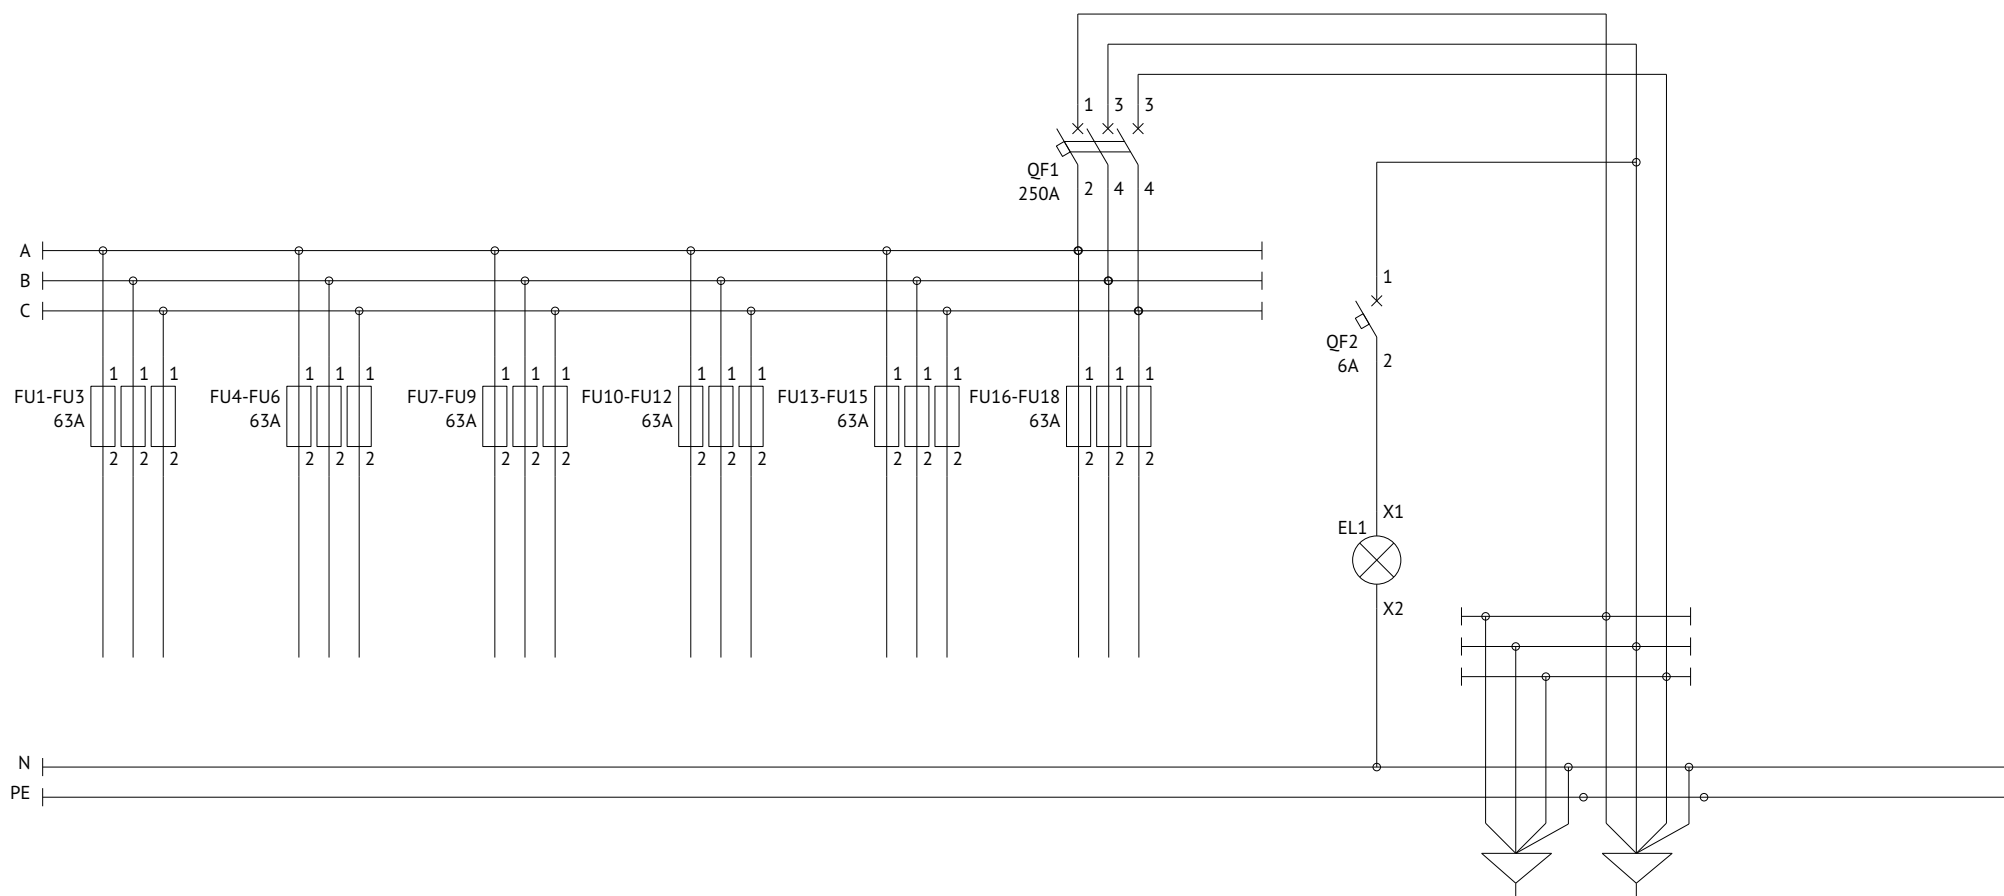 1 3 3
QF1
250A
2 4 4
A
B
C
1
QF2
6A
2
1 1 1 1 1 1 1 1 1 1 1 1 1 1 1 1 1 1
FU1-FU3 FU4-FU6 FU7-FU9 FU10-FU12 FU13-FU15 FU16-FU18
63A 63A 63A 63A 63A 63A
2 2 2 2 2 2 2 2 2 2 2 2 2 2 2 2 2 2
X1
EL1
X2
N
PE